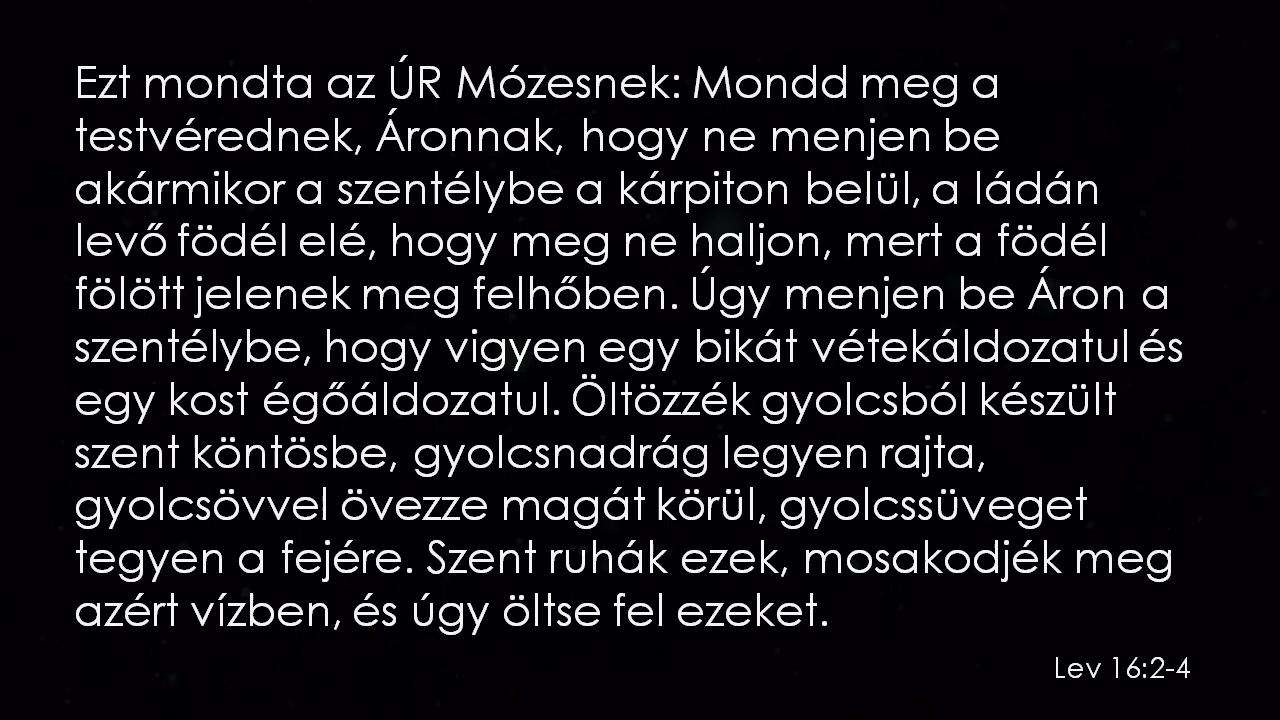 Ezt mondta az ÚR Mózesnek: Mondd meg a
testvérednek, Áronnak, hogy ne menjen be
akármikor a szentélybe a kárpiton belül, a ládán
levő födél elé, hogy meg ne haljon, mert a födél
fölött jelenek meg felhőben. Úgy menjen be Áron a
szentélybe, hogy vigyen egy bikát vétekáldozatul és
egy kost égőáldozatul. Öltözzék gyolcsból készült
szent köntösbe, gyolcsnadrág legyen rajta,
gyolcsövvel övezze magát körül, gyolcssüveget
tegyen a fejére. Szent ruhák ezek, mosakodjék meg
azért vízben, és úgy öltse fel ezeket.
Lev 16:2-4